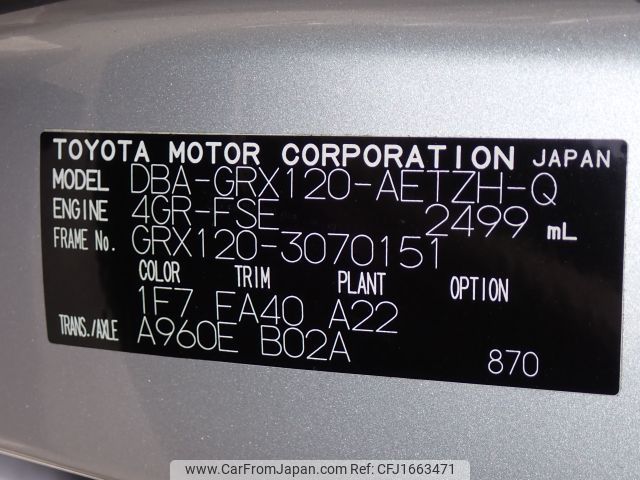 TOYOTA MOTOR CORPORATION JAPAN
MODEL DBA-GRX120-AETZH-Q
ENGINE 4GR-FSE 2499 mL
FRAME No. GRX120-3070151
COLOR TRIM PLANT OPTION
1F7 FA40 A22
TRANS./AXLE A960E B02A
870
www.CarFromJapan.com | REF ID:CFJ1663471